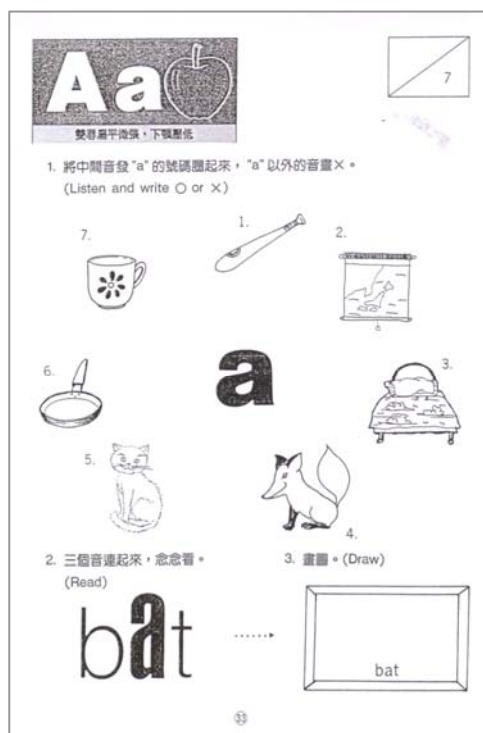 Aa
雙唇扁平微張，下顎壓低
7
1. 將中間音發 "a" 的號碼圈起來， "a" 以外的音畫×。
(Listen and write ○ or ×)
1.
2.
7.
a
3.
6.
5.
4.
2. 三個音連起來，念念看。
(Read)
3. 畫圖。(Draw)
bat
bat
33